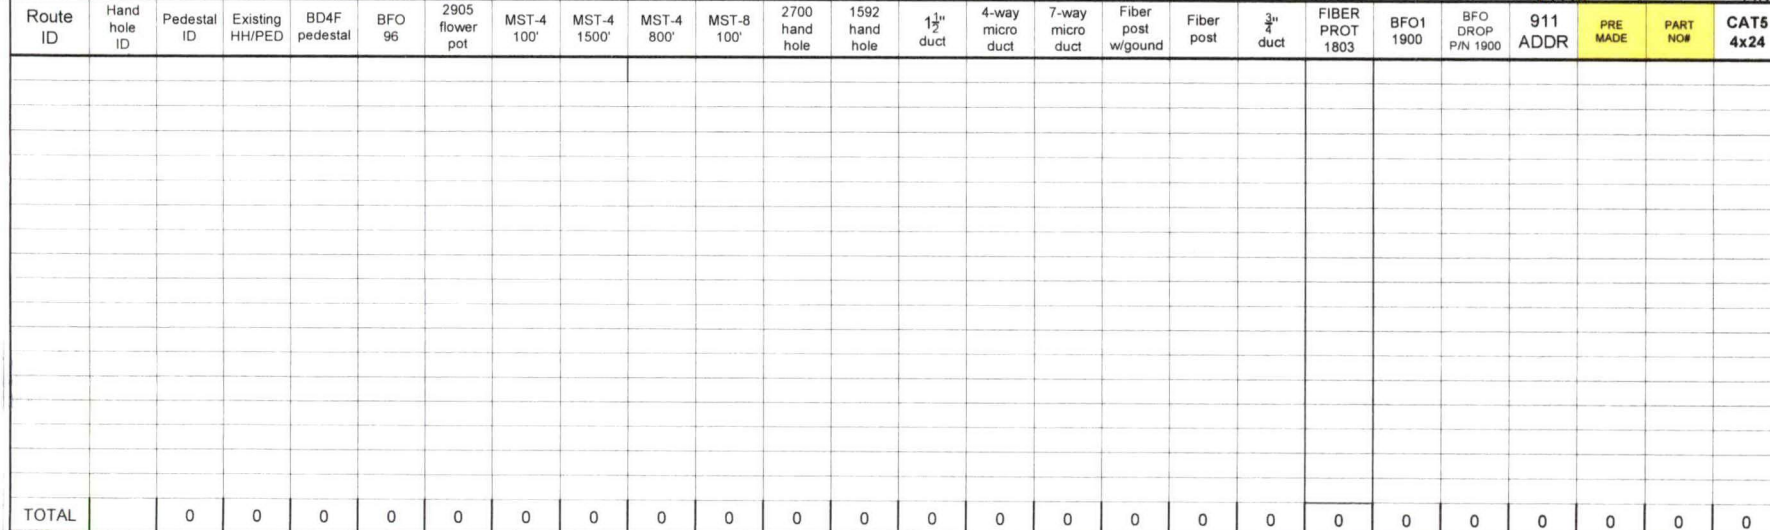 Route ID
Hand hole ID
Pedestal ID
Existing HH/PED
BD4F pedestal
BFO 96
2905 flower pot
MST-4 100'
MST-4 1500'
MST-4 800'
MST-8 100'
2700 hand hole
1592 hand hole
1½" duct
4-way micro duct
7-way micro duct
Fiber post w/gound
Fiber post
¾" duct
FIBER PROT 1803
BFO1 1900
BFO DROP P/N 1900
911 ADDR
PRE MADE
PART NO#
CAT5 4x24
TOTAL 0 0 0 0 0 0 0 0 0 0 0 0 0 0 0 0 0 0 0 0 0 0 0 0